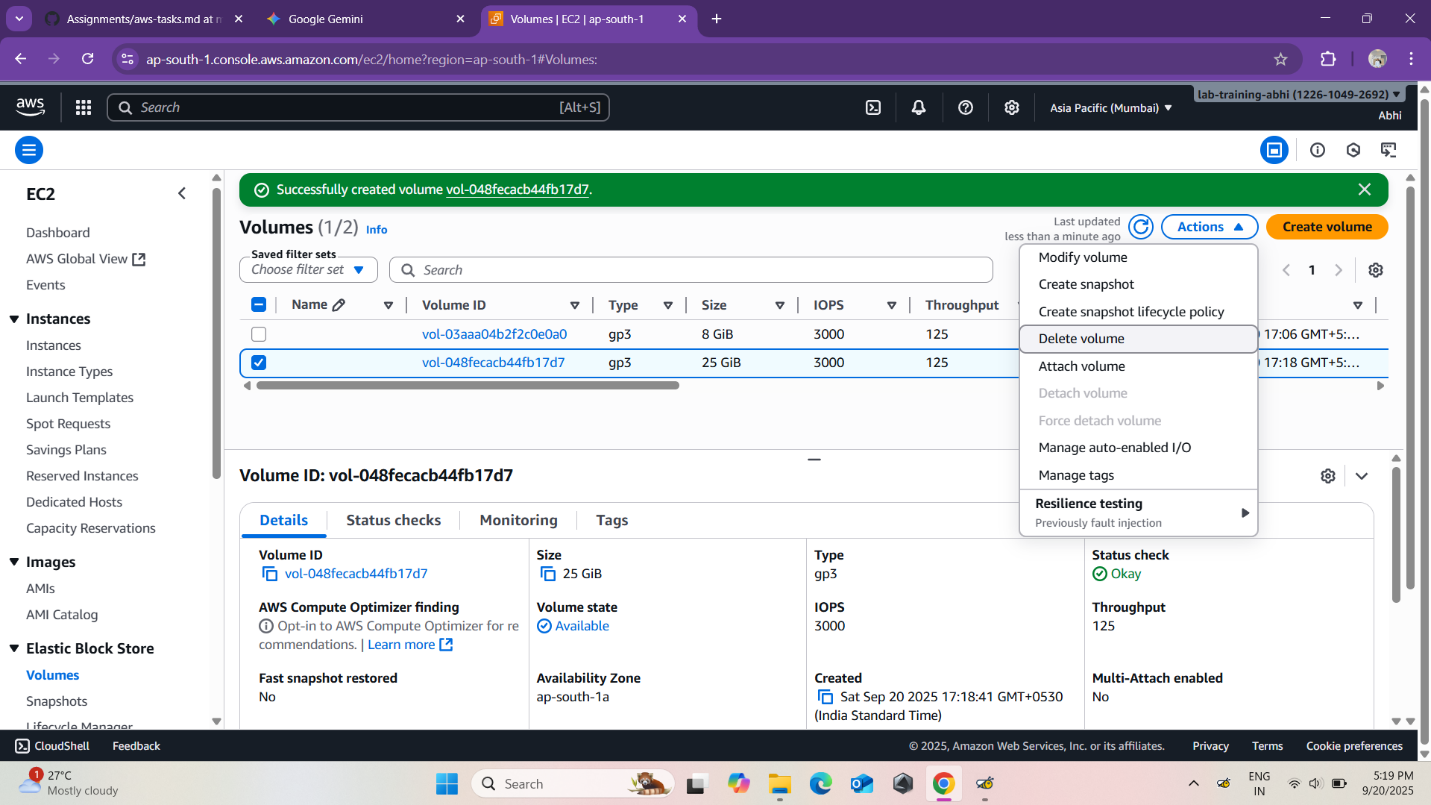 Assignments/aws-tasks.md at n
Google Gemini
Volumes | EC2 | ap-south-1
ap-south-1.console.aws.amazon.com/ec2/home?region=ap-south-1#Volumes:
aws
Search [Alt+S]
Asia Pacific (Mumbai)
lab-training-abhi (1226-1049-2692)
Abhi
EC2
Dashboard
AWS Global View
Events
Instances
Instances
Instance Types
Launch Templates
Spot Requests
Savings Plans
Reserved Instances
Dedicated Hosts
Capacity Reservations
Images
AMIs
AMI Catalog
Elastic Block Store
Volumes
Snapshots
Lifecycle Manager
Successfully created volume vol-048fecacb44fb17d7.
Volumes (1/2) Info
Last updated
less than a minute ago
Actions
Create volume
Saved filter sets
Choose filter set
Search
1
Name Volume ID Type Size IOPS Throughput
vol-03aaa04b2f2c0e0a0 gp3 8 GiB 3000 125 17:06 GMT+5:...
vol-048fecacb44fb17d7 gp3 25 GiB 3000 125 17:18 GMT+5:...
Modify volume
Create snapshot
Create snapshot lifecycle policy
Delete volume
Attach volume
Detach volume
Force detach volume
Manage auto-enabled I/O
Manage tags
Resilience testing
Previously fault injection
Volume ID: vol-048fecacb44fb17d7
Details Status checks Monitoring Tags
Volume ID
vol-048fecacb44fb17d7
Size
25 GiB
Type
gp3
Status check
Okay
AWS Compute Optimizer finding
Opt-in to AWS Compute Optimizer for re
commendations. | Learn more
Volume state
Available
IOPS
3000
Throughput
125
Fast snapshot restored
No
Availability Zone
ap-south-1a
Created
Sat Sep 20 2025 17:18:41 GMT+0530
(India Standard Time)
Multi-Attach enabled
No
CloudShell Feedback
© 2025, Amazon Web Services, Inc. or its affiliates. Privacy Terms Cookie preferences
1
27°C
Mostly cloudy
Search
ENG
IN
5:19 PM
9/20/2025